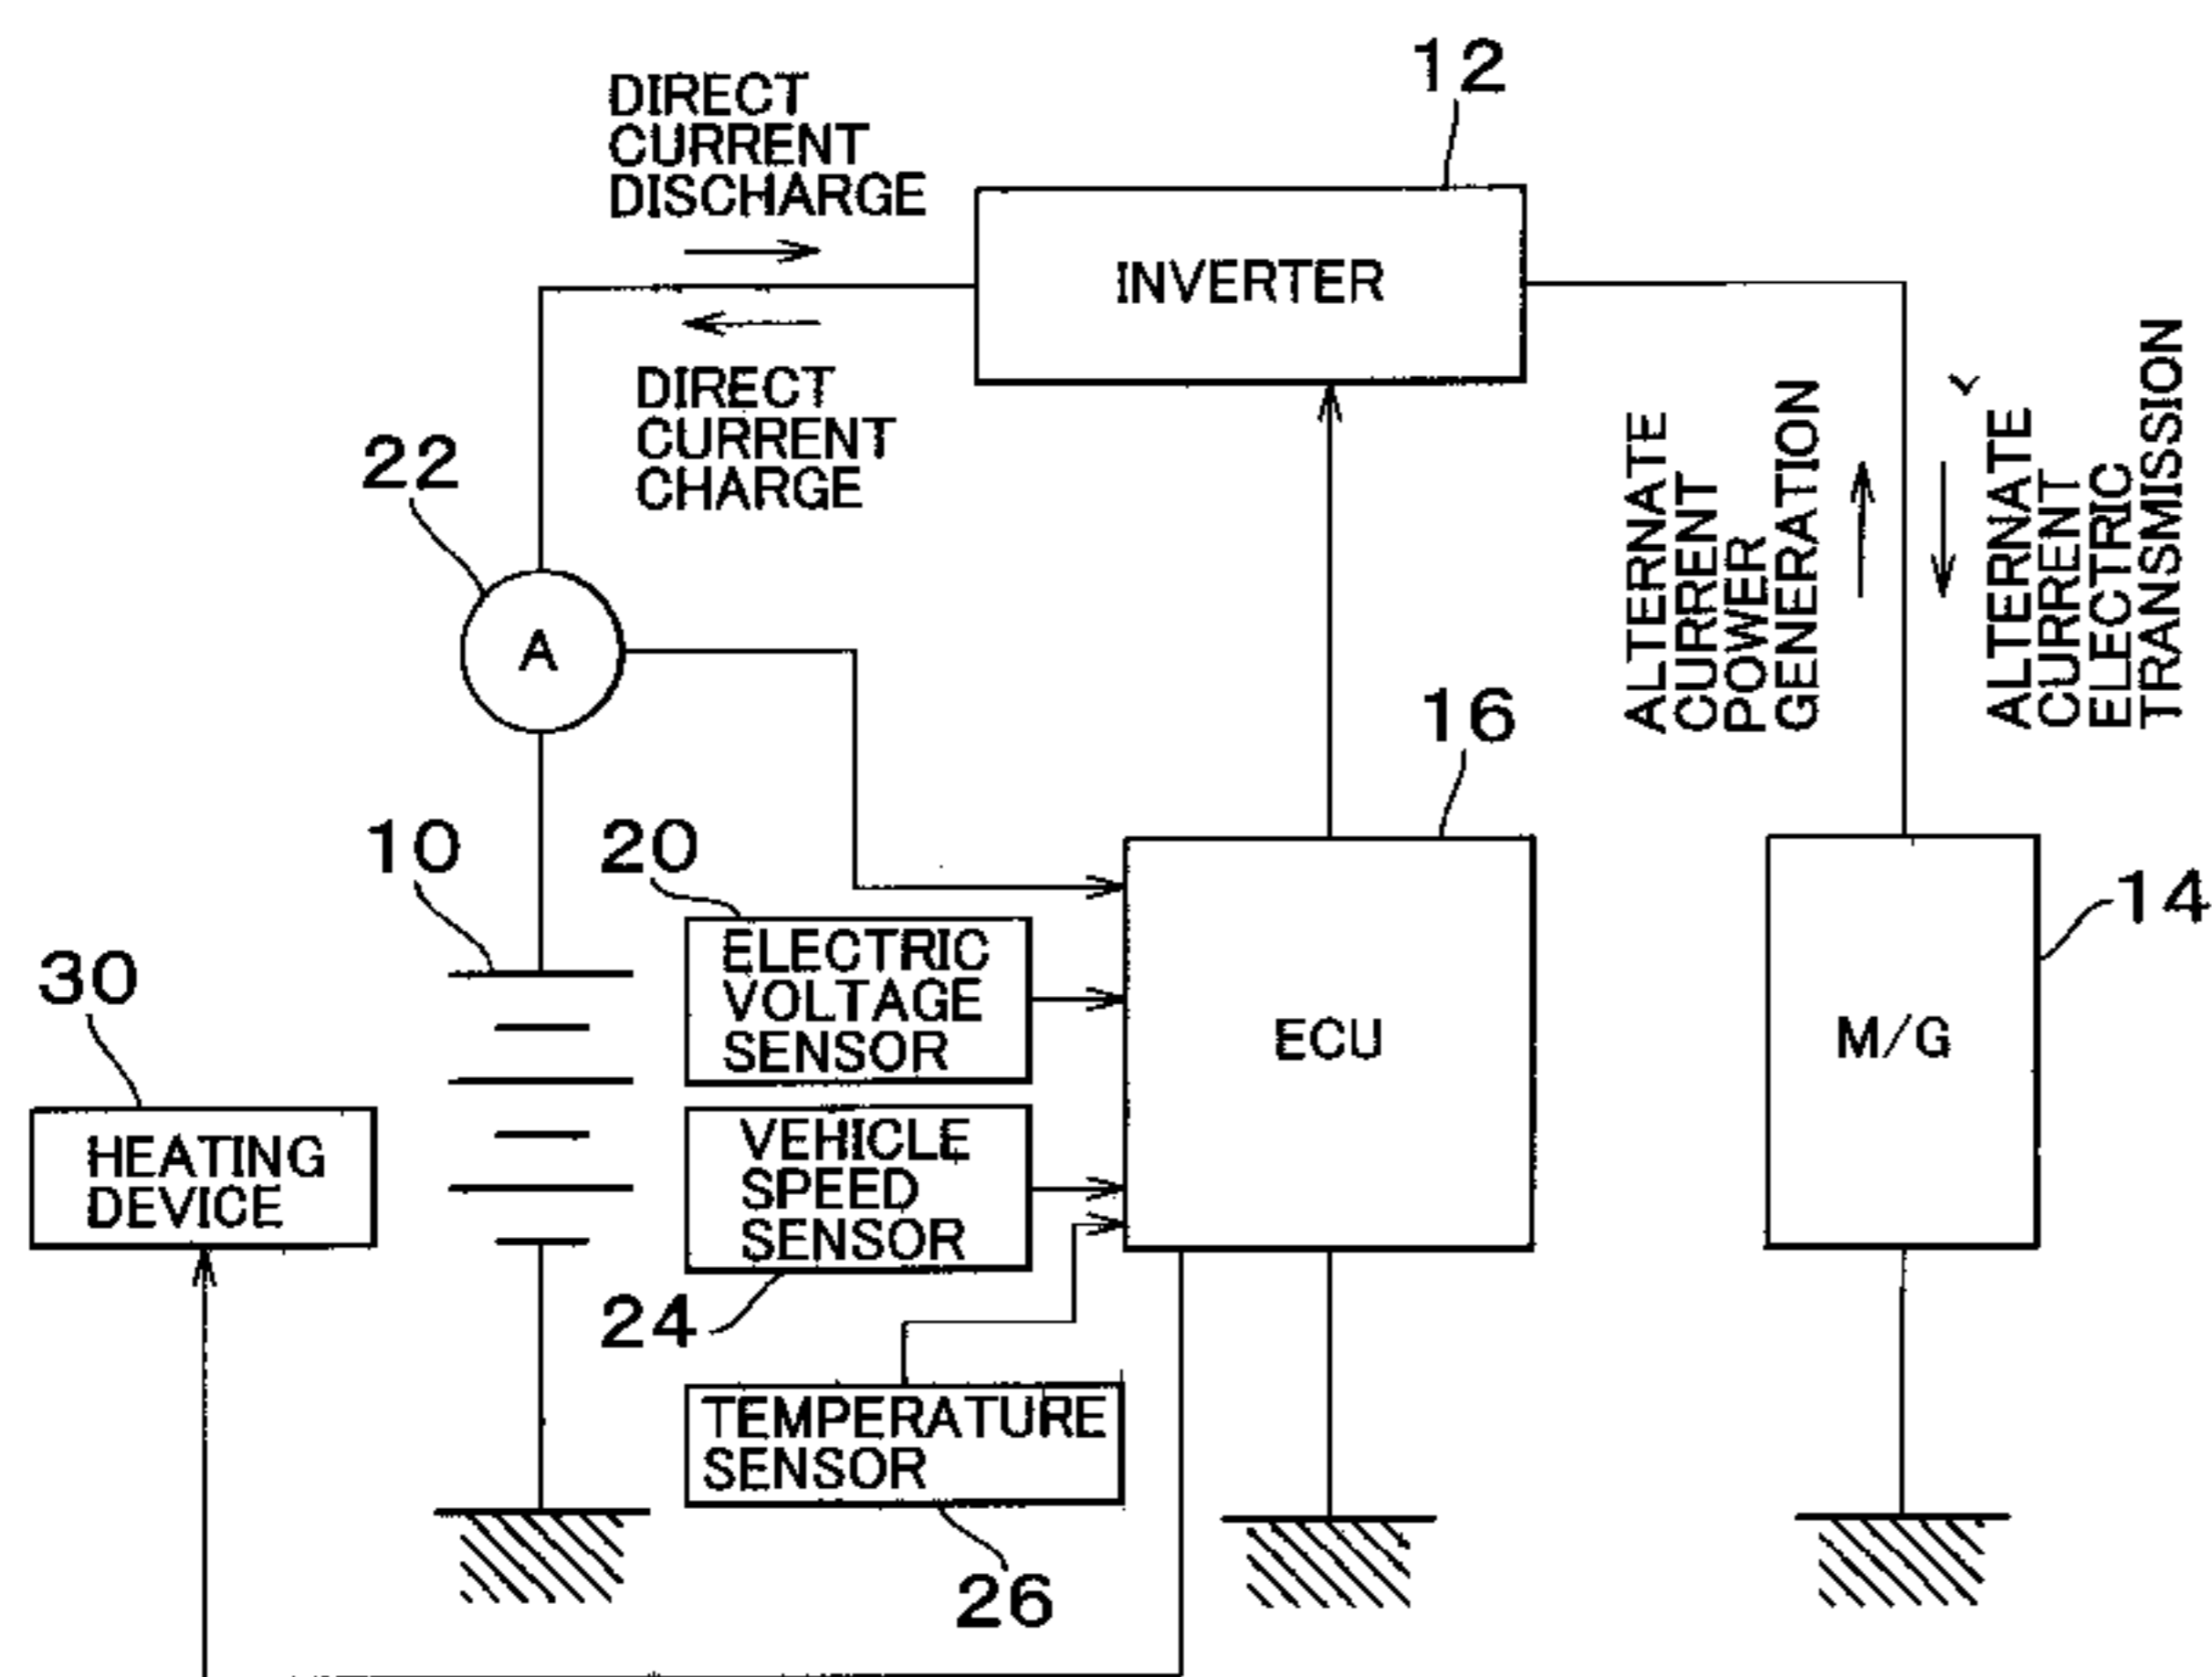 12
DIRECT
CURRENT
DISCHARGE
INVERTER
DIRECT
CURRENT
CHARGE
22
A
ALTERNATE
CURRENT
POWER
GENERATION
ALTERNATE
CURRENT
ELECTRIC
TRANSMISSION
16
10
20
14
30
ELECTRIC
VOLTAGE
SENSOR
ECU
M/G
HEATING
DEVICE
VEHICLE
SPEED
SENSOR
24
TEMPERATURE
SENSOR
26